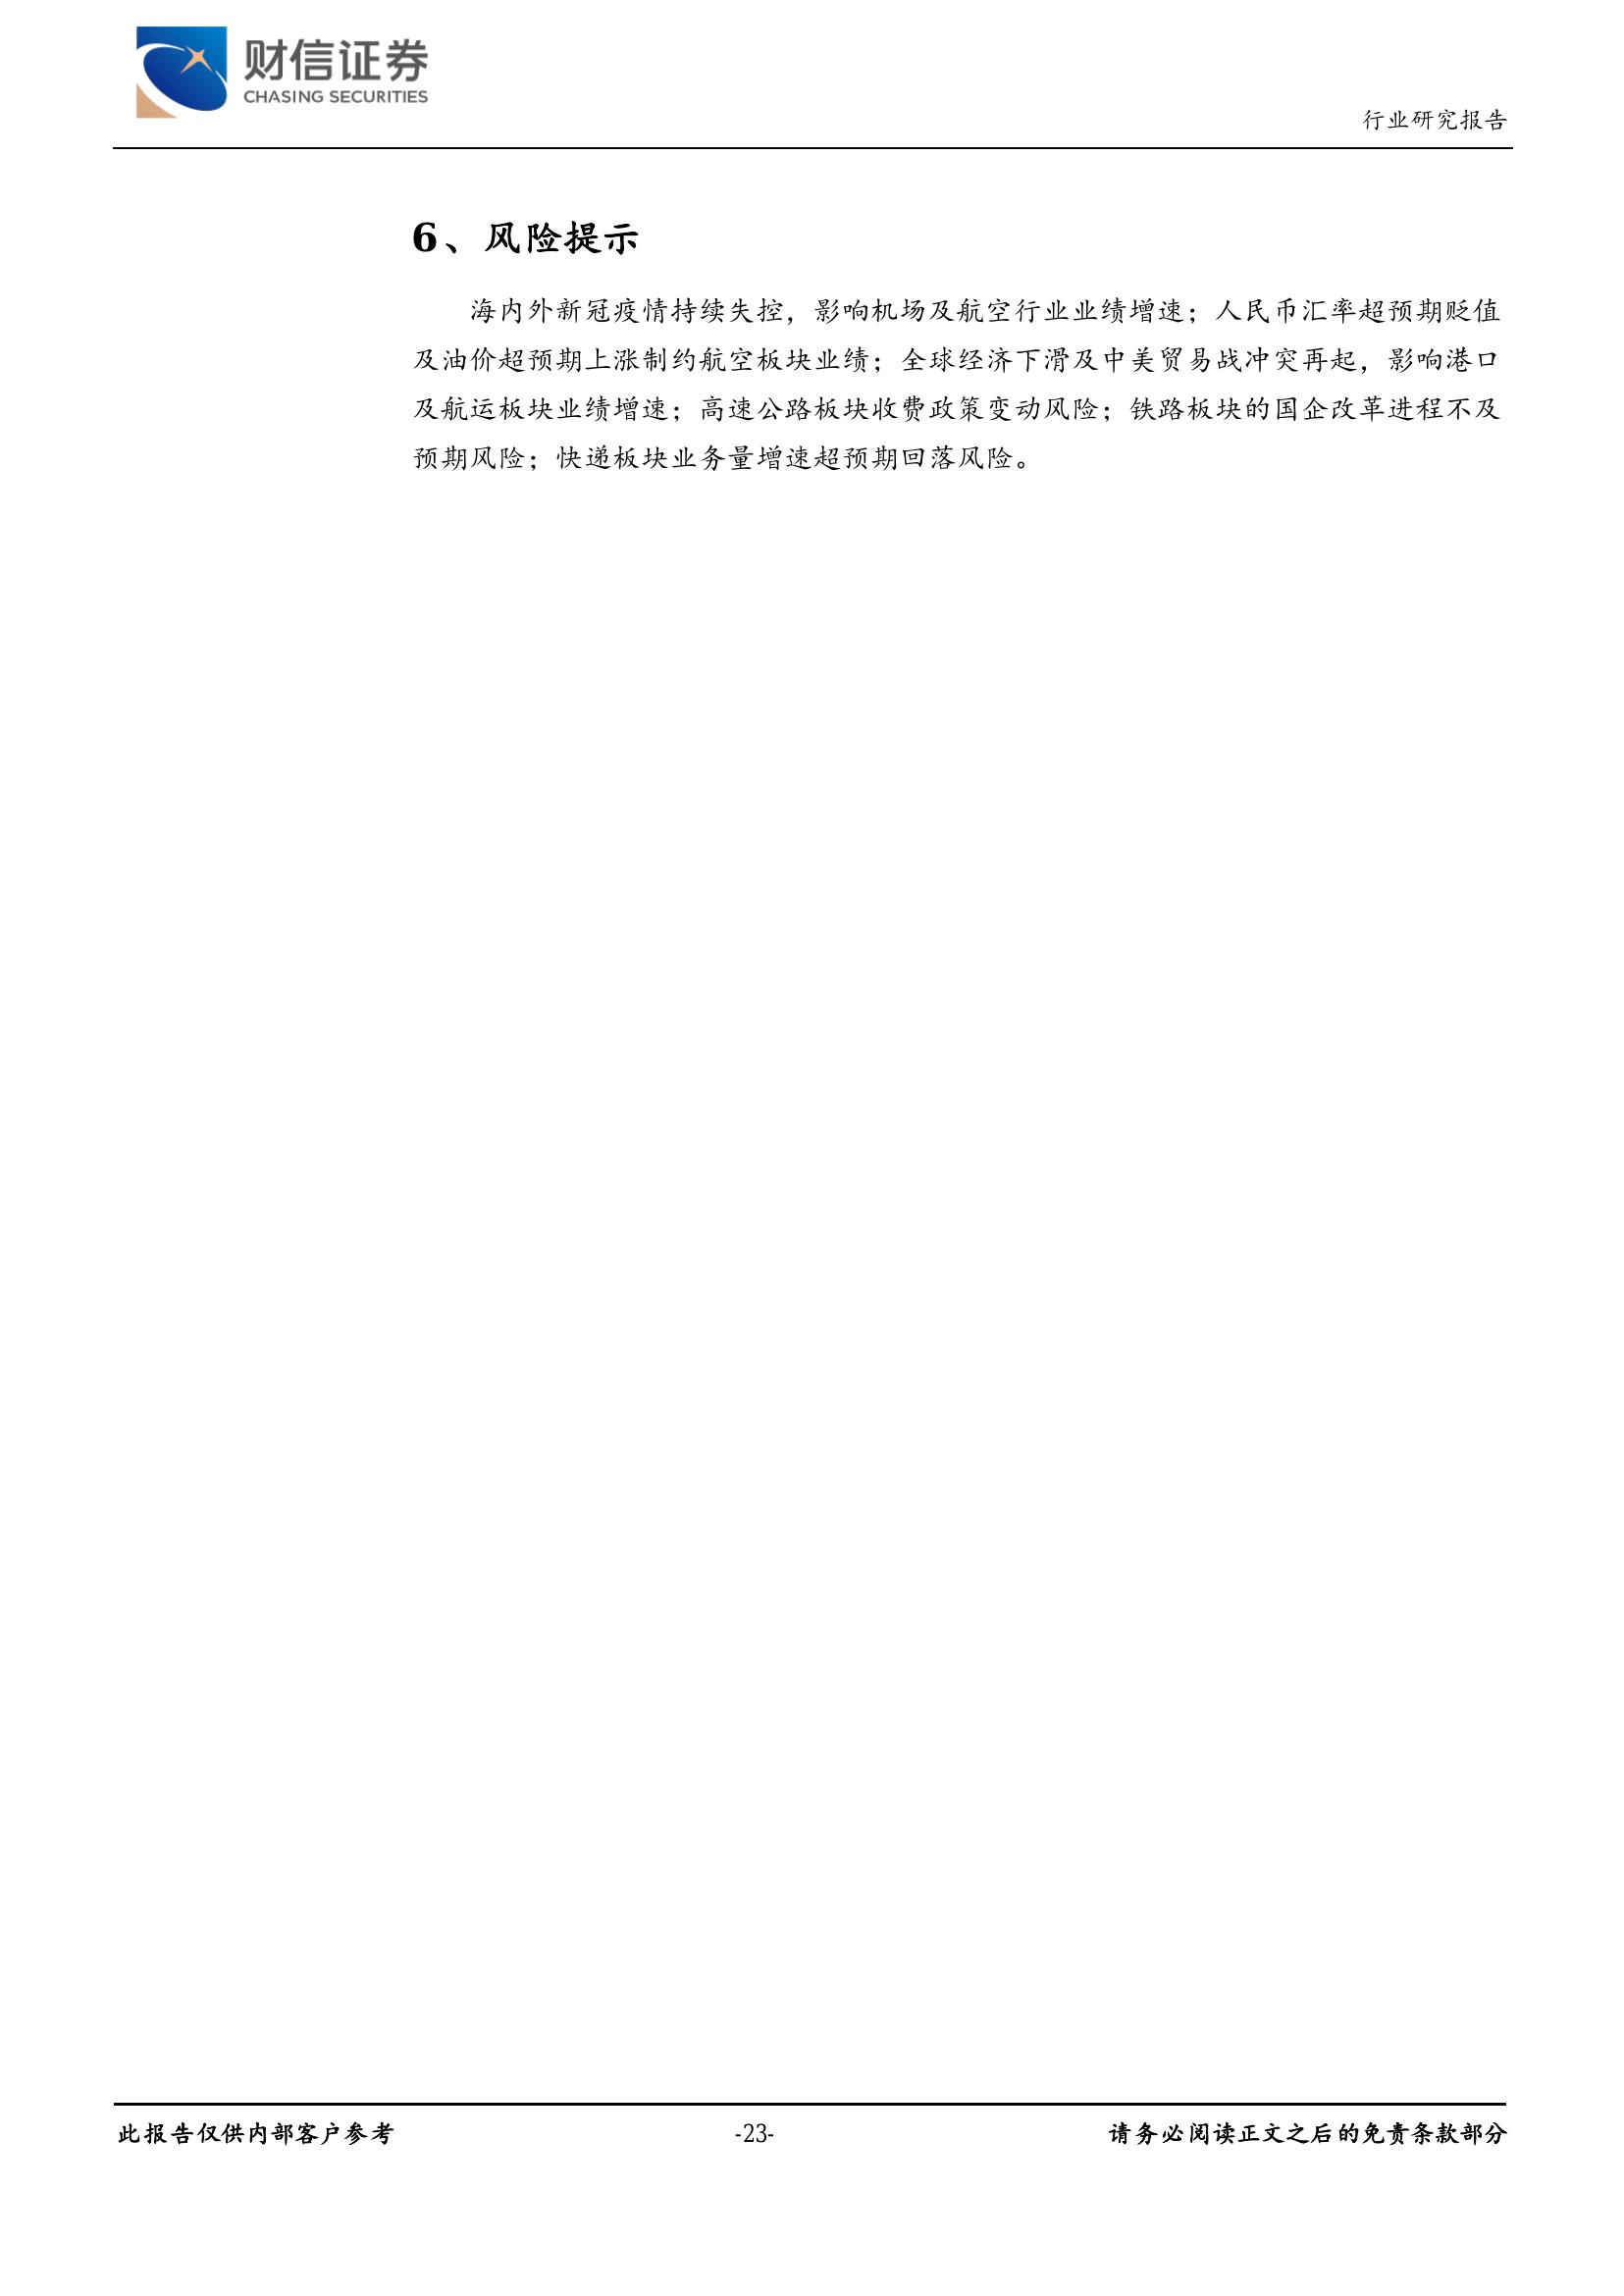 财信证券
CHASING SECURITIES
行业研究报告
6、风险提示
海内外新冠疫情持续失控，影响机场及航空行业业绩增速；人民币汇率超预期贬值
及油价超预期上涨制约航空板块业绩；全球经济下滑及中美贸易战冲突再起，影响港口
及航运板块业绩增速；高速公路板块收费政策变动风险；铁路板块的国企改革进程不及
预期风险；快递板块业务量增速超预期回落风险。
此报告仅供内部客户参考
-23-
请务必阅读正文之后的免责条款部分